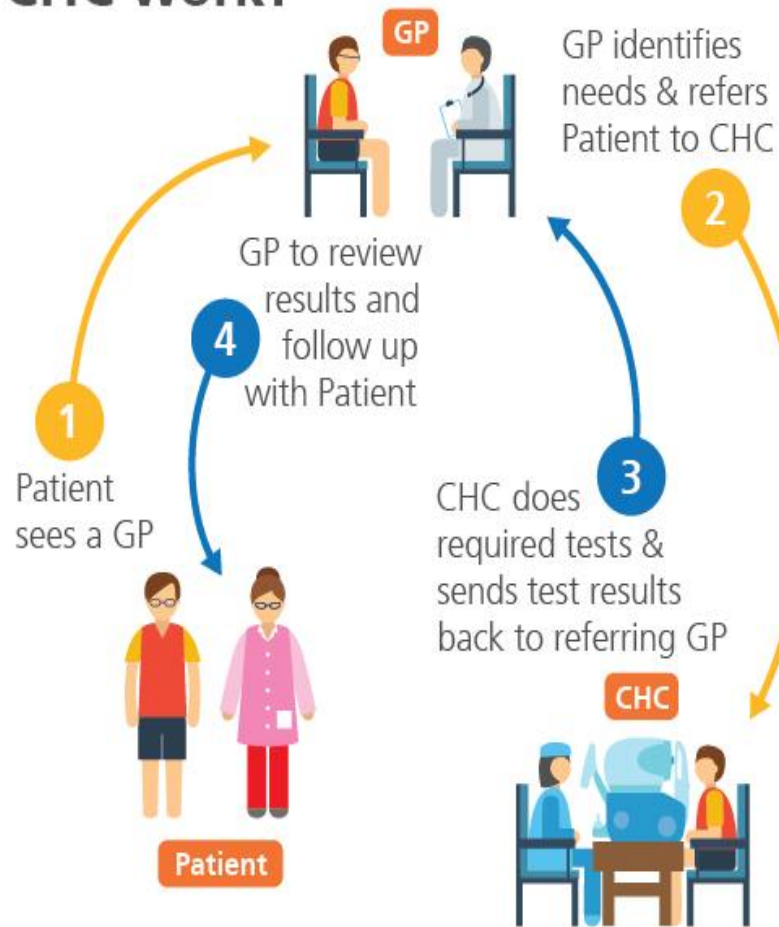 CHC work?
GP
GP identifies
needs & refers
Patient to CHC
2
GP to review
results and
follow up
with Patient
4
1
Patient
sees a GP
3
CHC does
required tests &
sends test results
back to referring GP
CHC
Patient